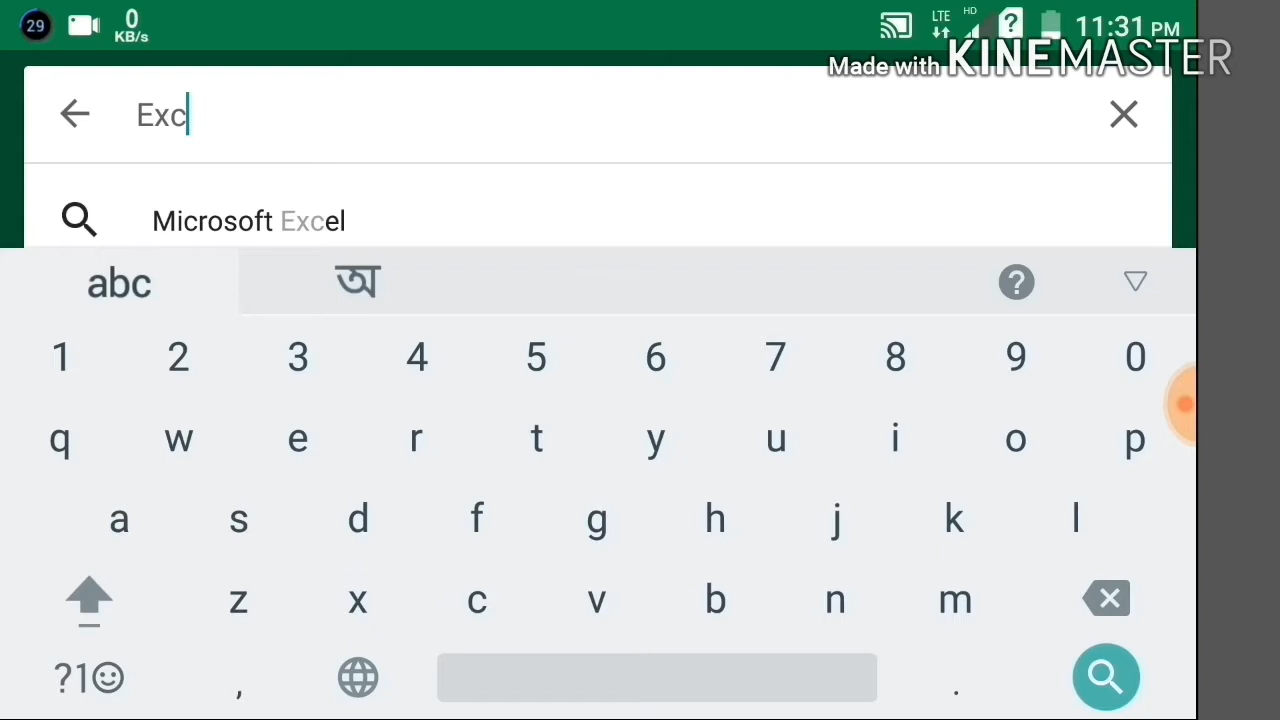 29
0
KB/s
LTE
HD
?
11:31 PM
Made with KINEMASTER
Exc
Microsoft Excel
abc
অ
?
1 2 3 4 5 6 7 8 9 0
q w e r t y u i o p
a s d f g h j k l
z x c v b n m
?1☺ , .